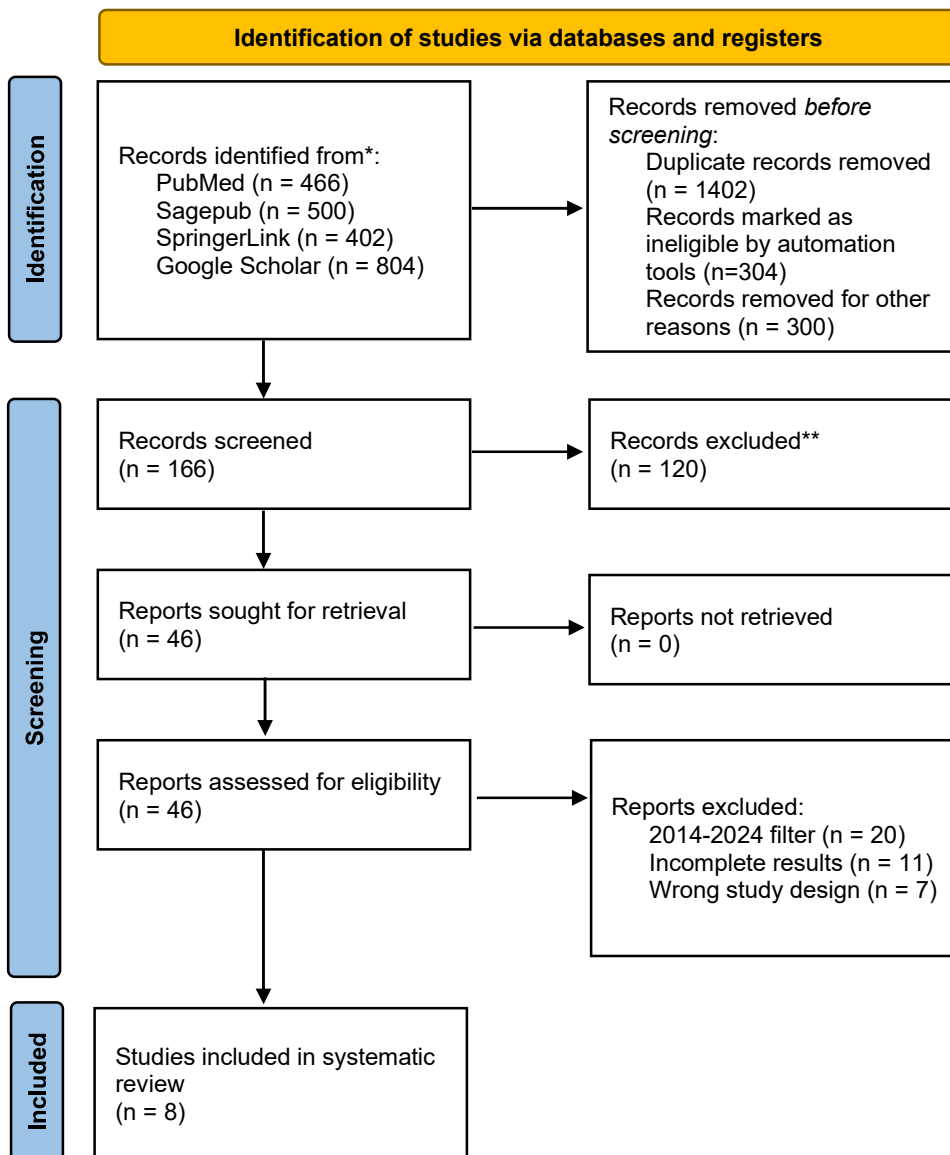 Identification of studies via databases and registers
Identification
Records identified from*:
PubMed (n = 466)
Sagepub (n = 500)
SpringerLink (n = 402)
Google Scholar (n = 804)
Records removed before
screening:
Duplicate records removed
(n = 1402)
Records marked as
ineligible by automation
tools (n=304)
Records removed for other
reasons (n = 300)
Screening
Records screened
(n = 166)
Records excluded**
(n = 120)
Reports sought for retrieval
(n = 46)
Reports not retrieved
(n = 0)
Reports assessed for eligibility
(n = 46)
Reports excluded:
2014-2024 filter (n = 20)
Incomplete results (n = 11)
Wrong study design (n = 7)
Included
Studies included in systematic
review
(n = 8)